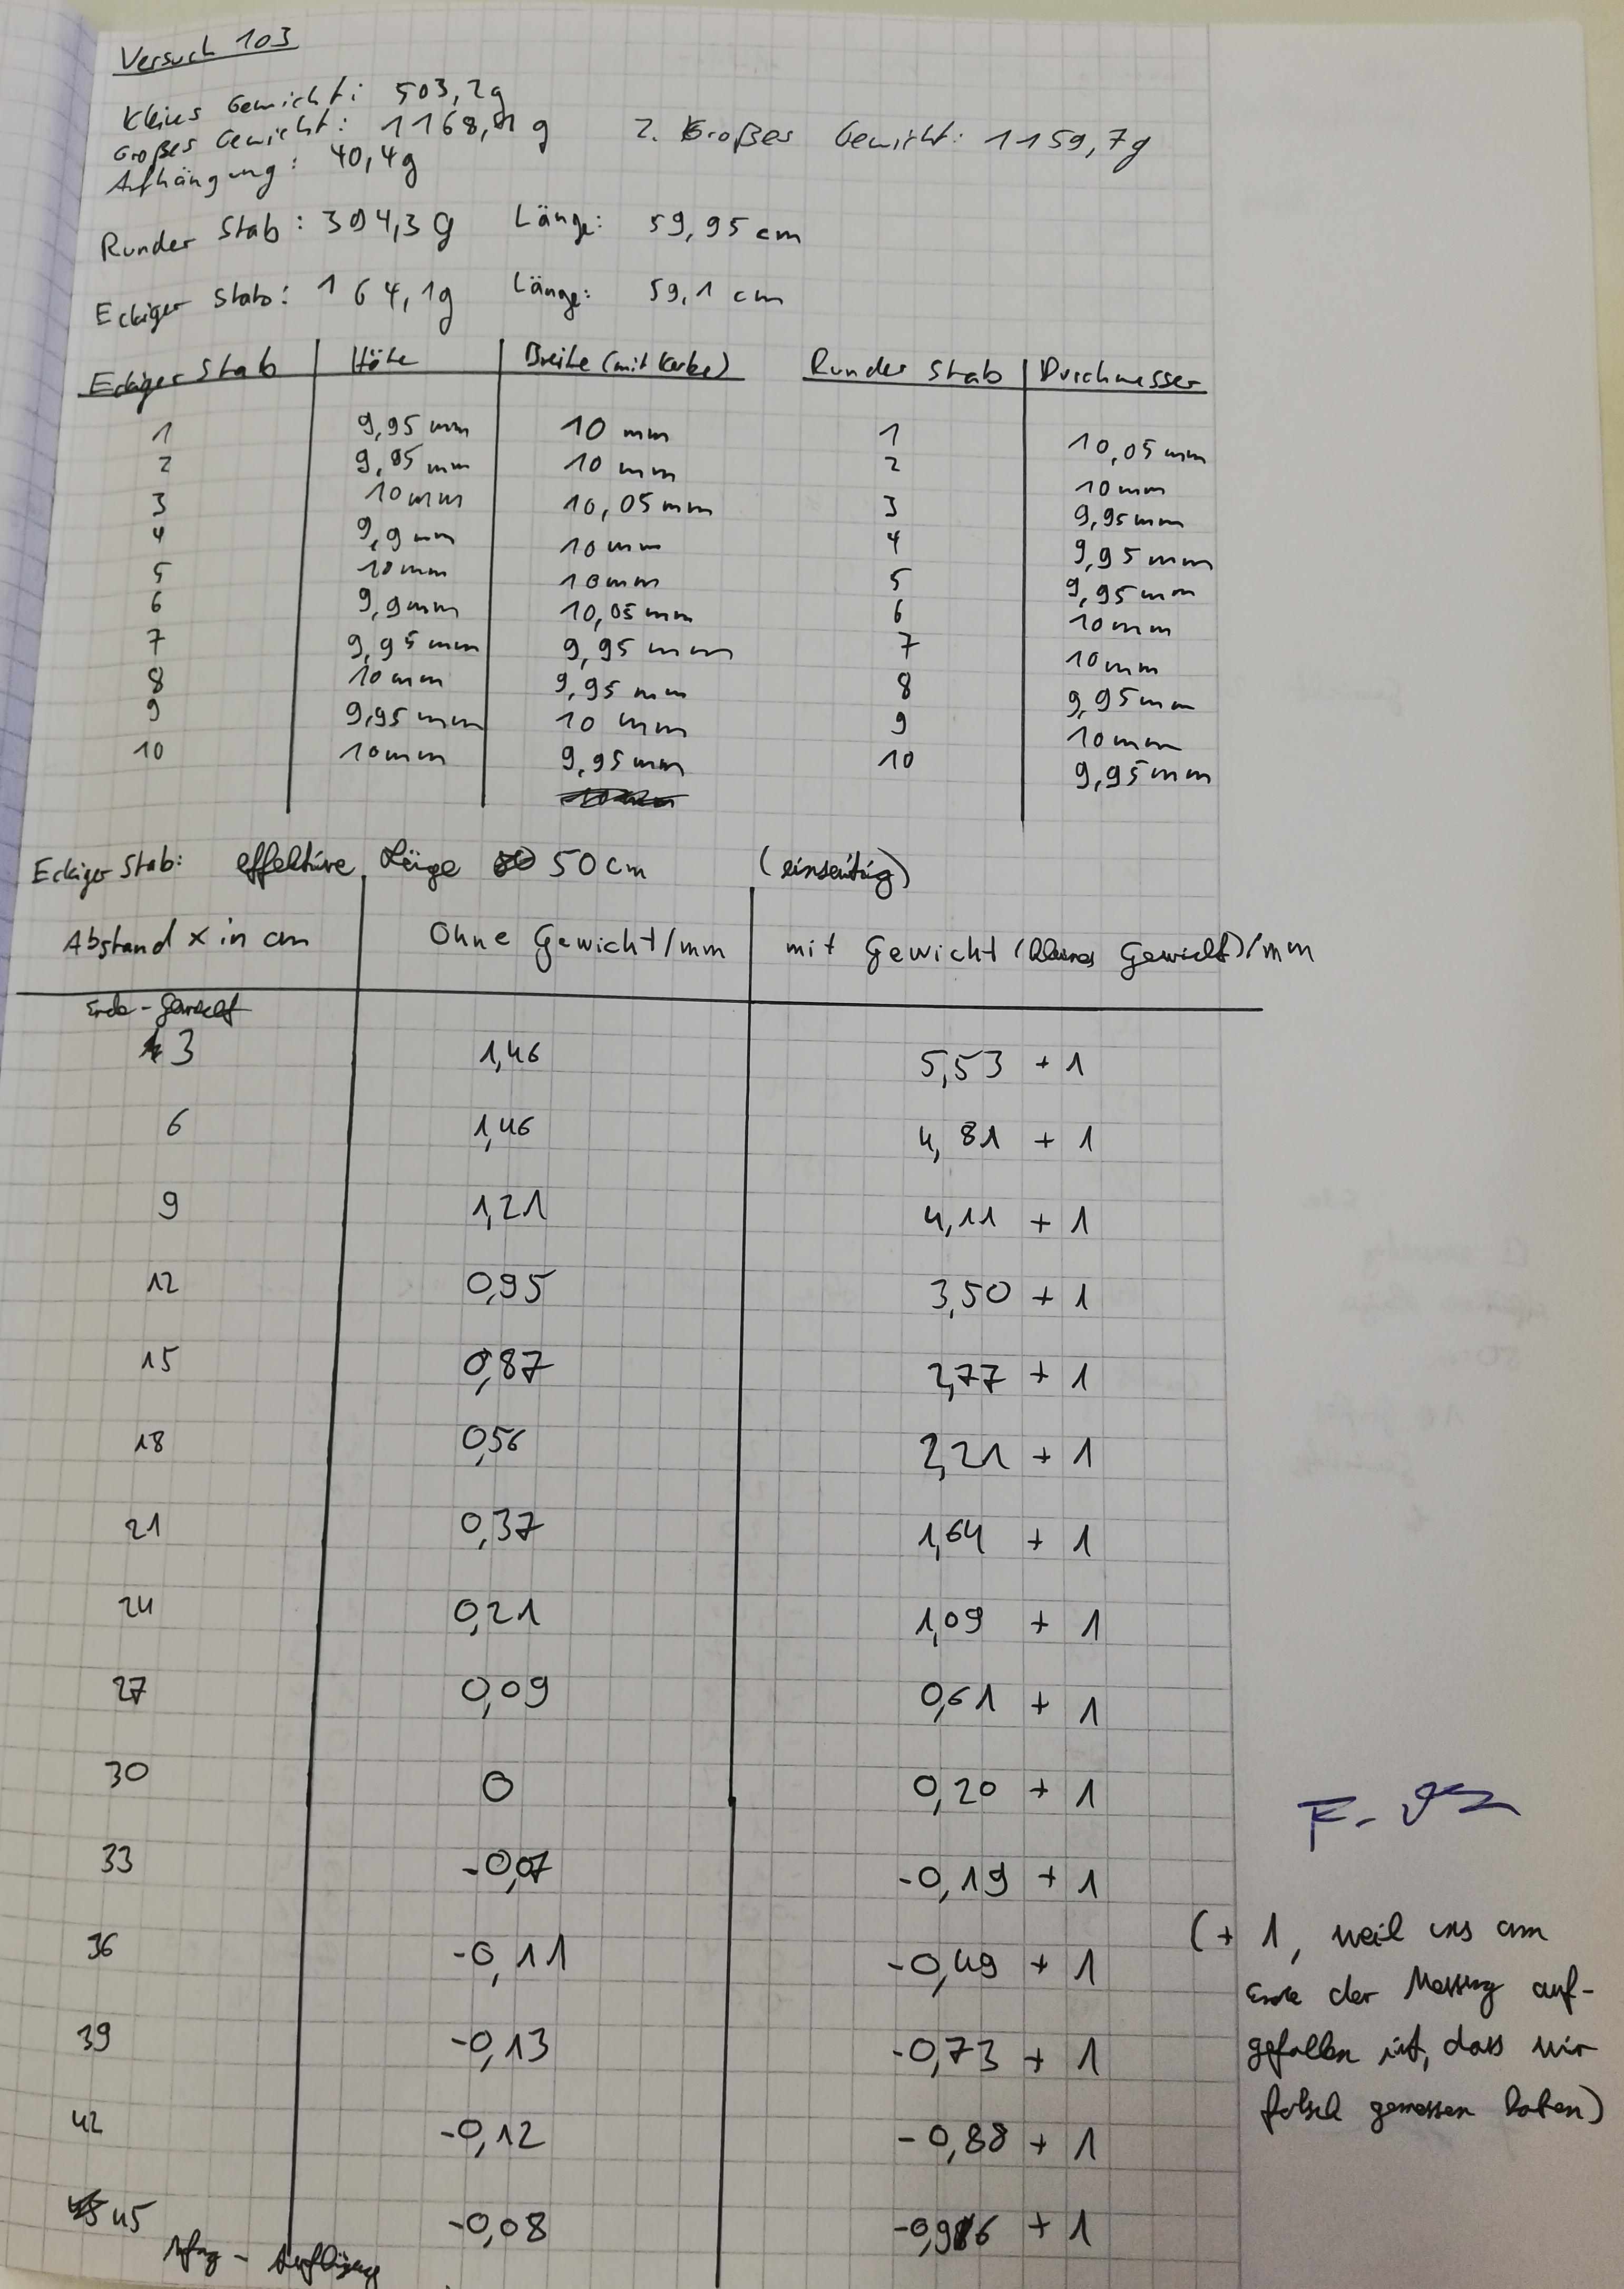 Versuch 103
Kleines Gewicht: 503,2g
Großes Gewicht: 1168,1 g 2. Großes Gewicht: 1159,7g
Aufhängung: 40,4g
Runder Stab: 394,3 g Länge: 59,95 cm
Eckiger Stab: 164,1g Länge: 59,1 cm
Eckiger Stab Höhe Breite (mit Kerbe) Runder Stab Durchmesser
1 9,95 mm 10 mm 1 10,05 mm
2 9,95 mm 10 mm 2 10 mm
3 10 mm 10,05 mm 3 9,95 mm
4 9,9 mm 10 mm 4 9,95 mm
5 10 mm 10 mm 5 9,95 mm
6 9,9 mm 10,05 mm 6 10 mm
7 9,95 mm 9,95 mm 7 10 mm
8 10 mm 9,95 mm 8 9,95 mm
9 9,95 mm 10 mm 9 10 mm
10 10 mm 9,95 mm 10 9,95 mm
Eckiger Stab: effektive Länge 50 cm (einseitig)
Abstand x in cm Ohne Gewicht/mm mit Gewicht (kleines Gewicht)/mm
Ende - Gewicht
3 1,46 5,53 + 1
6 1,46 4,81 + 1
9 1,21 4,11 + 1
12 0,95 3,50 + 1
15 0,87 2,77 + 1
18 0,56 2,21 + 1
21 0,37 1,64 + 1
24 0,21 1,09 + 1
27 0,09 0,61 + 1
30 0 0,20 + 1
33 -0,07 -0,19 + 1
36 -0,11 -0,49 + 1
39 -0,13 -0,73 + 1
42 -0,12 -0,88 + 1
45 -0,08 + 1
Anfang - Aufhängung
(+ 1, weil uns am
Ende der Messung auf-
gefallen ist, dass wir
falsch gemessen haben)